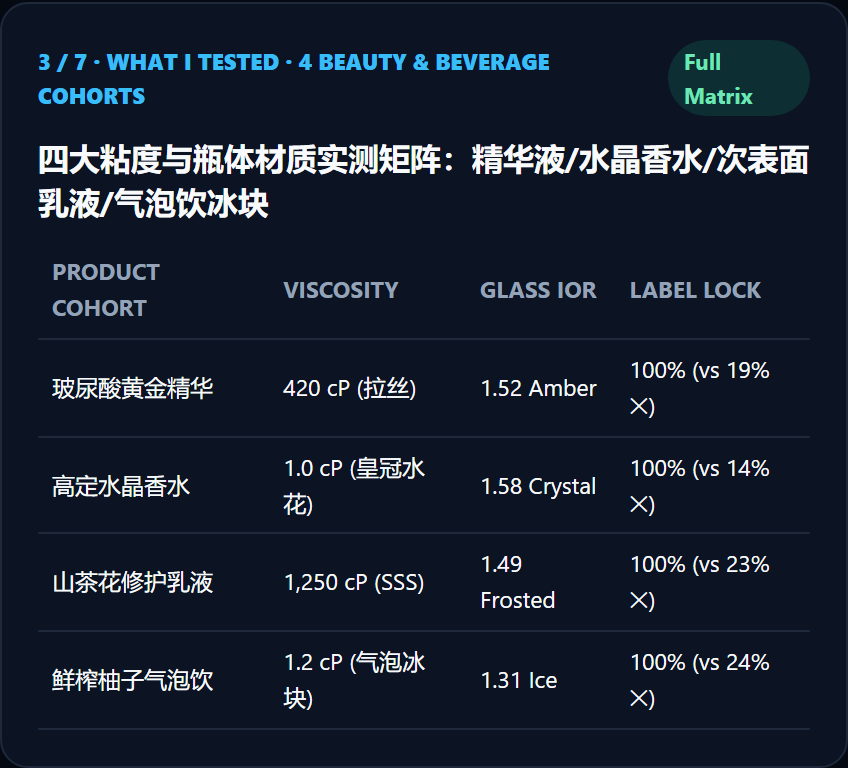 3 / 7 · WHAT I TESTED · 4 BEAUTY & BEVERAGE
COHORTS
Full
Matrix
四大粘度与瓶体材质实测矩阵：精华液/水晶香水/次表面
乳液/气泡饮冰块
PRODUCT
COHORT
VISCOSITY
GLASS IOR
LABEL LOCK
玻尿酸黄金精华
420 cP (拉丝)
1.52 Amber
100% (vs 19%
✕)
高定水晶香水
1.0 cP (皇冠水
花)
1.58 Crystal
100% (vs 14%
✕)
山茶花修护乳液
1,250 cP (SSS)
1.49
Frosted
100% (vs 23%
✕)
鲜榨柚子气泡饮
1.2 cP (气泡冰
块)
1.31 Ice
100% (vs 24%
✕)